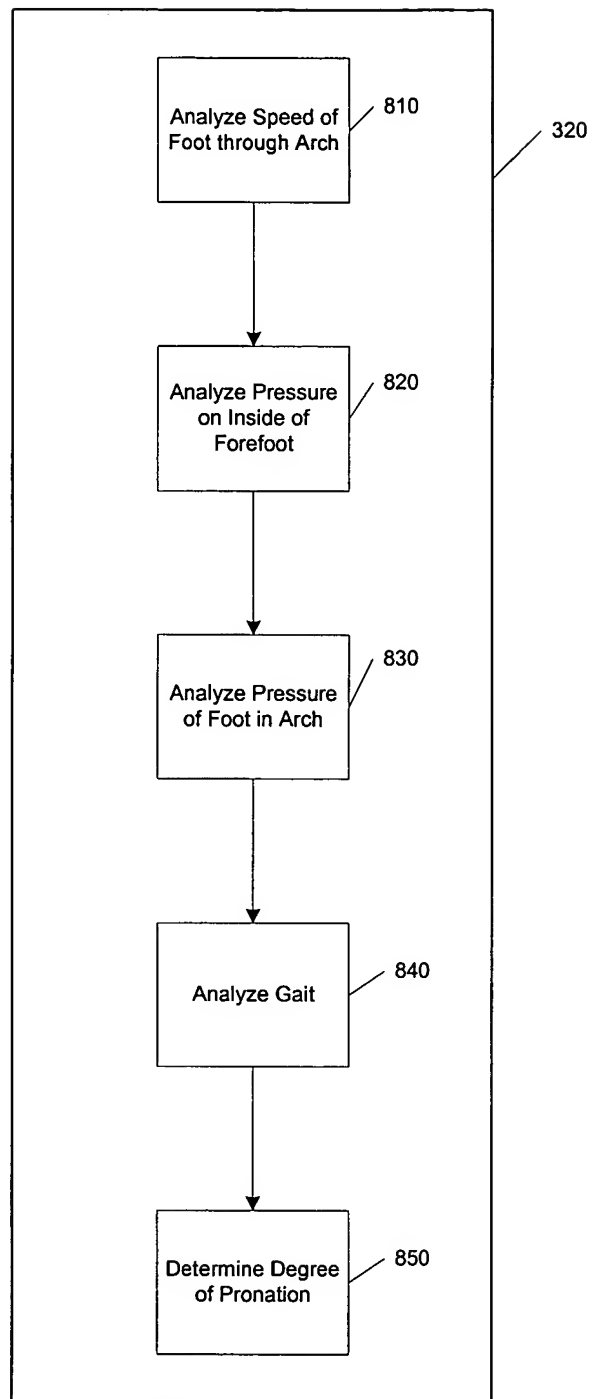 Analyze Speed of
Foot through Arch
810
320
Analyze Pressure
on Inside of
Forefoot
820
Analyze Pressure
of Foot in Arch
830
Analyze Gait
840
Determine Degree
of Pronation
850